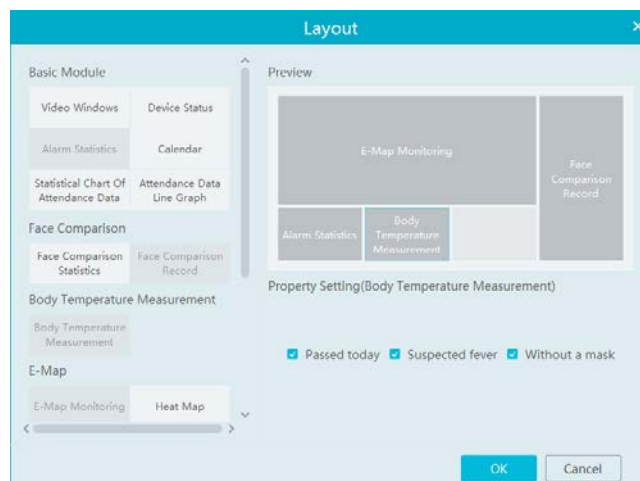 Layout
Basic Module
Video Windows
Device Status
Alarm Statistics
Calendar
Statistical Chart Of
Attendance Data
Attendance Data
Line Graph
Face Comparison
Face Comparison
Statistics
Face Comparison
Record
Body Temperature Measurement
Body Temperature
Measurement
E-Map
E-Map Monitoring
Heat Map
Preview
E-Map Monitoring
Face
Comparison
Record
Alarm Statistics
Body
Temperature
Measurement
Property Setting(Body Temperature Measurement)
Passed today
Suspected fever
Without a mask
OK
Cancel